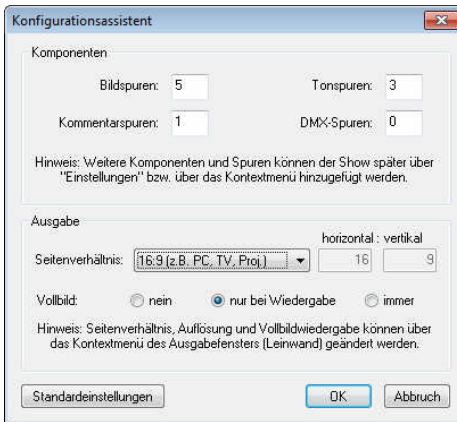 Konfigurationsassistent
Komponenten
Bildspuren: 5 Tonspuren: 3
Kommentarspuren: 1 DMX-Spuren: 0
Hinweis: Weitere Komponenten und Spuren können der Show später über
"Einstellungen" bzw. über das Kontextmenü hinzugefügt werden.
Ausgabe
horizontal : vertikal
Seitenverhältnis: 16:9 (z.B. PC, TV, Proj.) 16 9
Vollbild: nein nur bei Wiedergabe immer
Hinweis: Seitenverhältnis, Auflösung und Vollbildwiedergabe können über
das Kontextmenü des Ausgabefensters (Leinwand) geändert werden.
Standardeinstellungen OK Abbruch